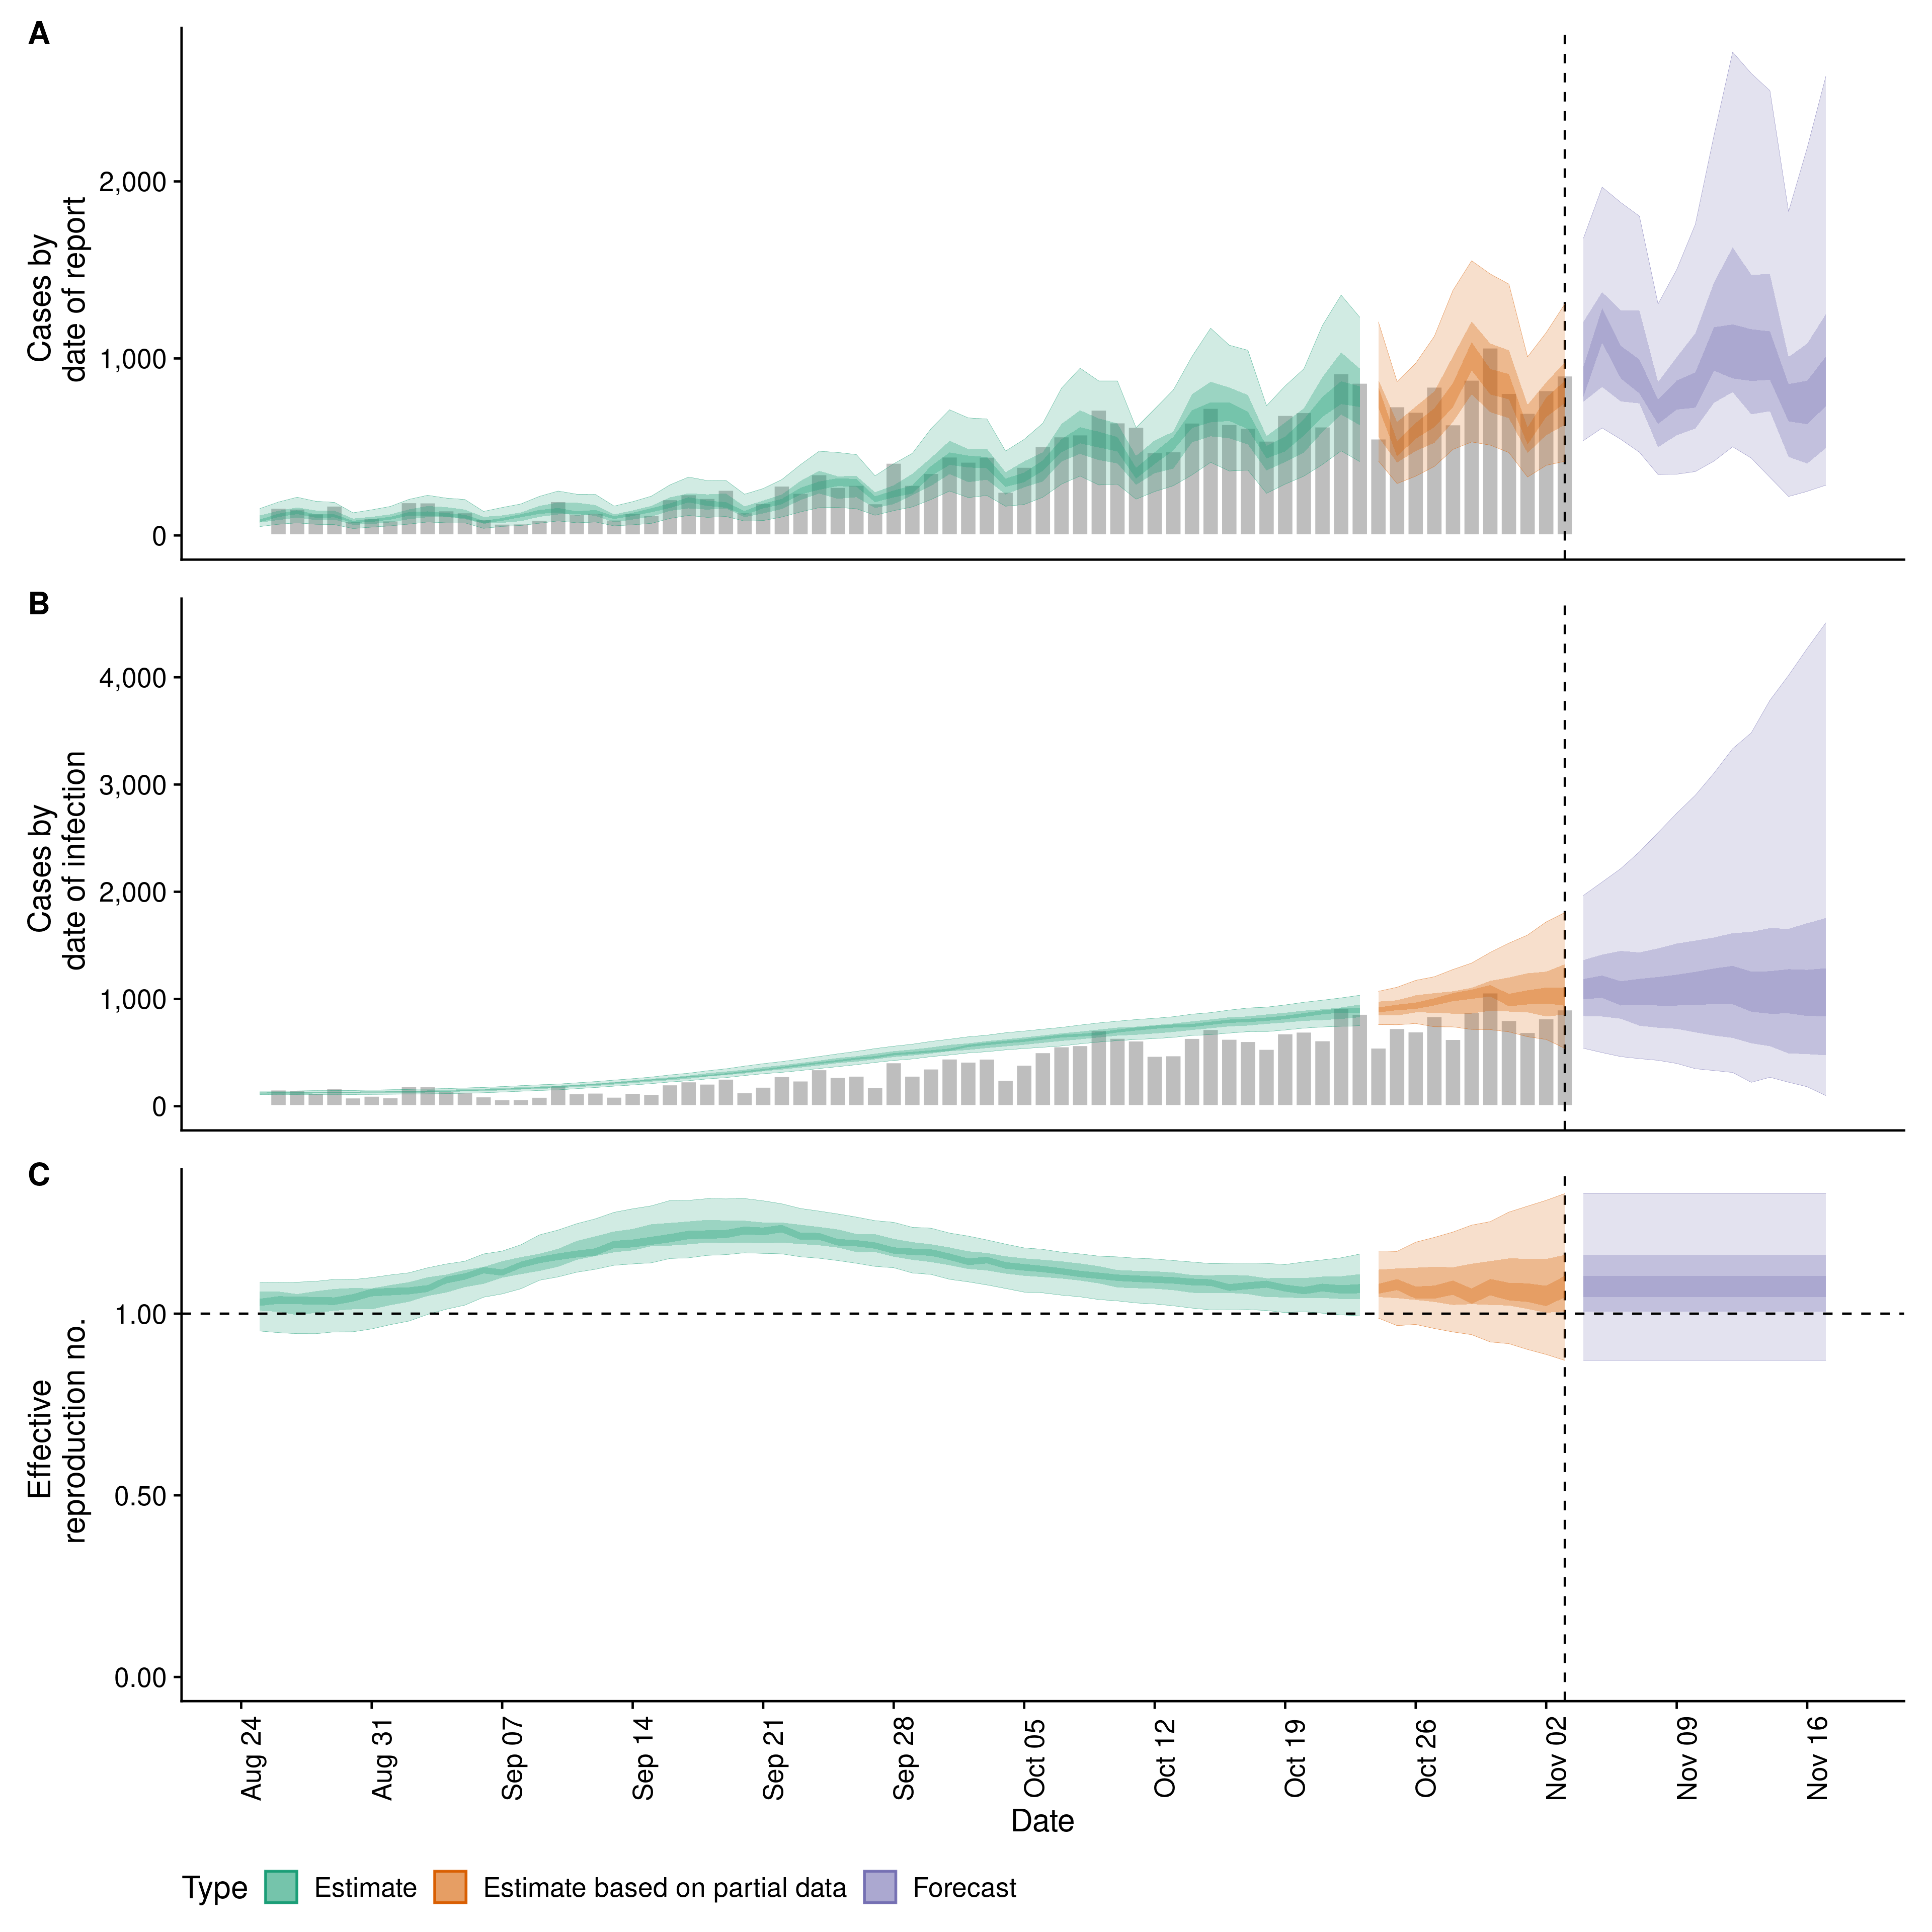 A
Cases by
date of report
2,000
1,000
0
B
Cases by
date of infection
4,000
3,000
2,000
1,000
0
C
Effective
reproduction no.
1.00
0.50
0.00
Aug 24
Aug 31
Sep 07
Sep 14
Sep 21
Sep 28
Oct 05
Oct 12
Oct 19
Oct 26
Nov 02
Nov 09
Nov 16
Date
Type Estimate Estimate based on partial data Forecast